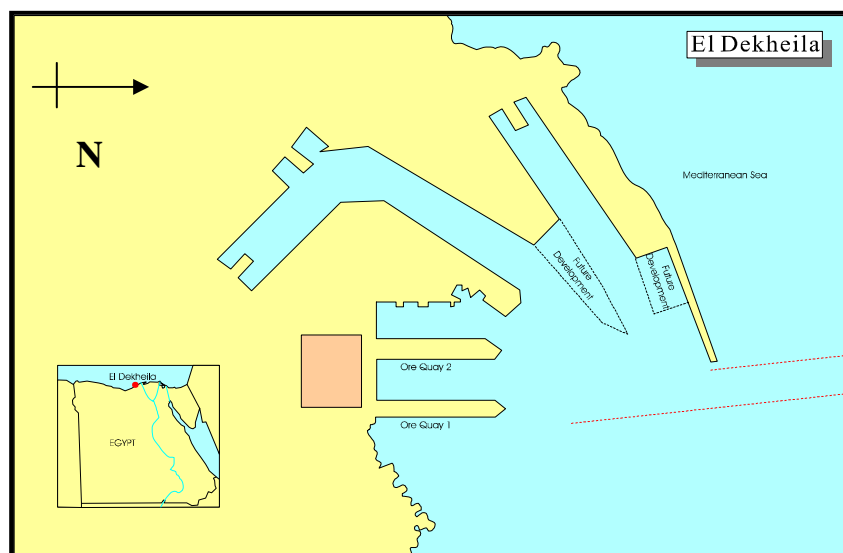 El Dekheila
N
Mediterranean Sea
Future
Development
Future
Development
Ore Quay 2
El Dekheila
EGYPT
Ore Quay 1